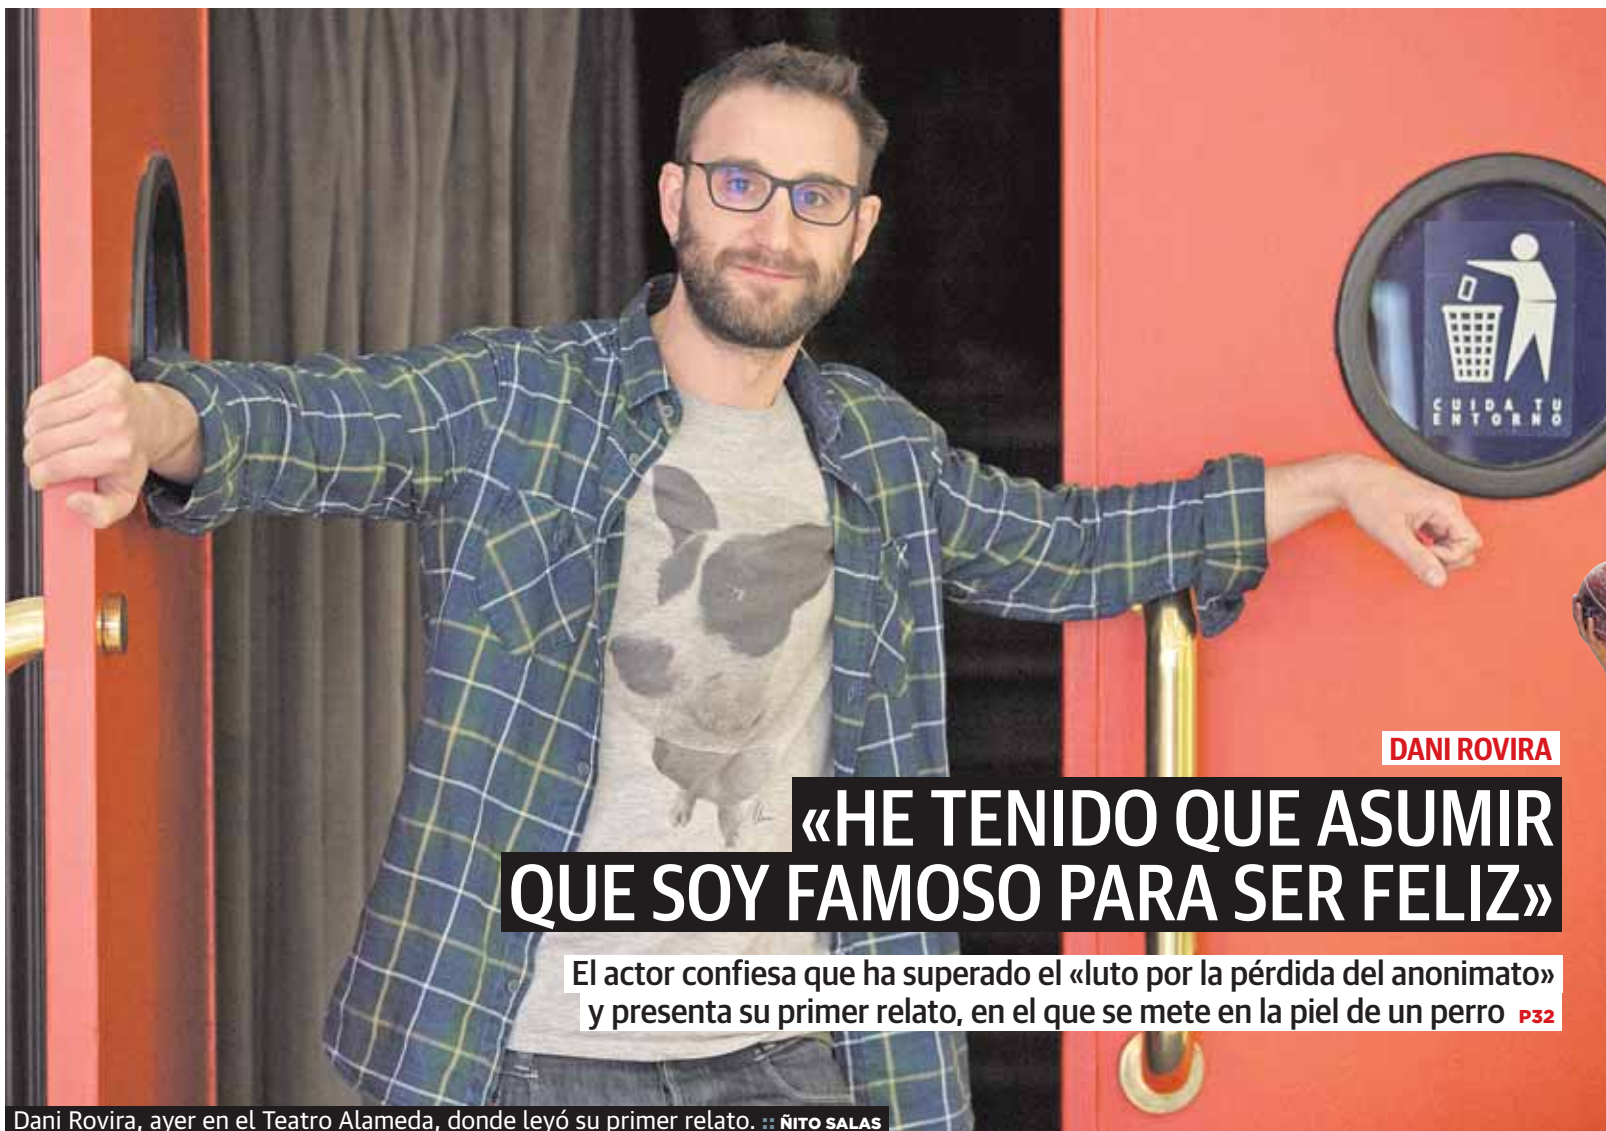 CUIDA TU
ENTORNO
DANI ROVIRA
«HE TENIDO QUE ASUMIR
QUE SOY FAMOSO PARA SER FELIZ»
El actor confiesa que ha superado el «luto por la pérdida del anonimato»
y presenta su primer relato, en el que se mete en la piel de un perro P32
Dani Rovira, ayer en el Teatro Alameda, donde leyó su primer relato. :: ÑITO SALAS